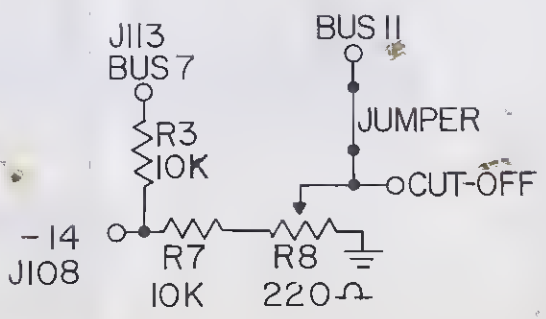 J113
BUS 7
BUS 11
R3
10K
JUMPER
CUT-OFF
-14
J108
R7
10K
R8
220Ω